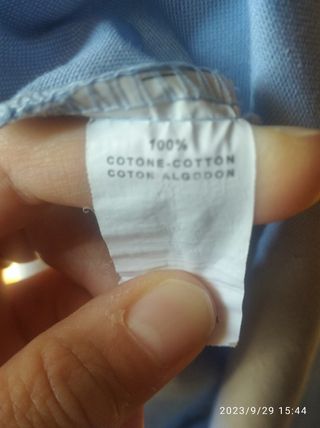 100%
COTONE-COTTON
COTON ALGODON
2023/9/29 15:44